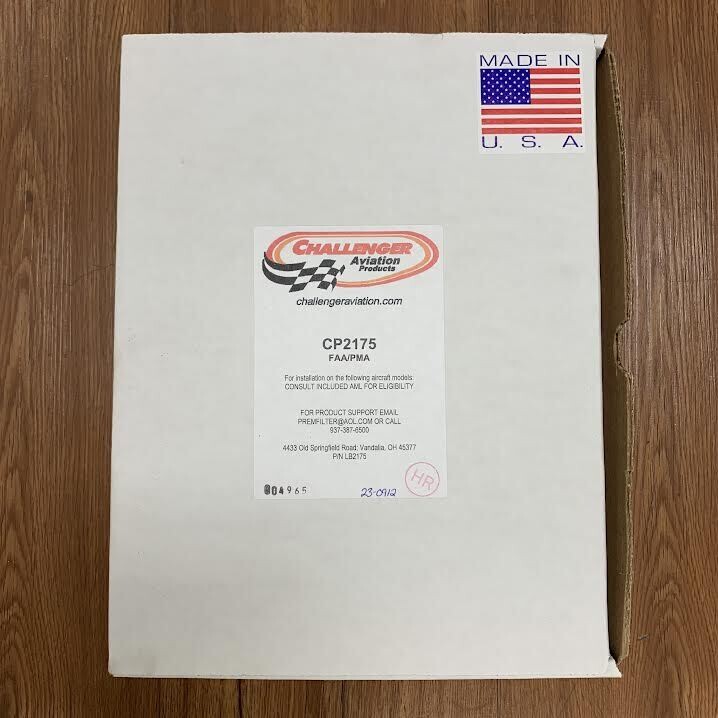 MADE IN
U. S. A.
CHALLENGER
Aviation
Products
challengeraviation.com
CP2175
FAA/PMA
For installation on the following aircraft models:
CONSULT INCLUDED AML FOR ELIGIBILITY
FOR PRODUCT SUPPORT EMAIL
PREMFILTER@AOL.COM OR CALL
937-387-6500
4433 Old Springfield Road; Vandalia, OH 45377
P/N LB2175
004965
23-0912
HR